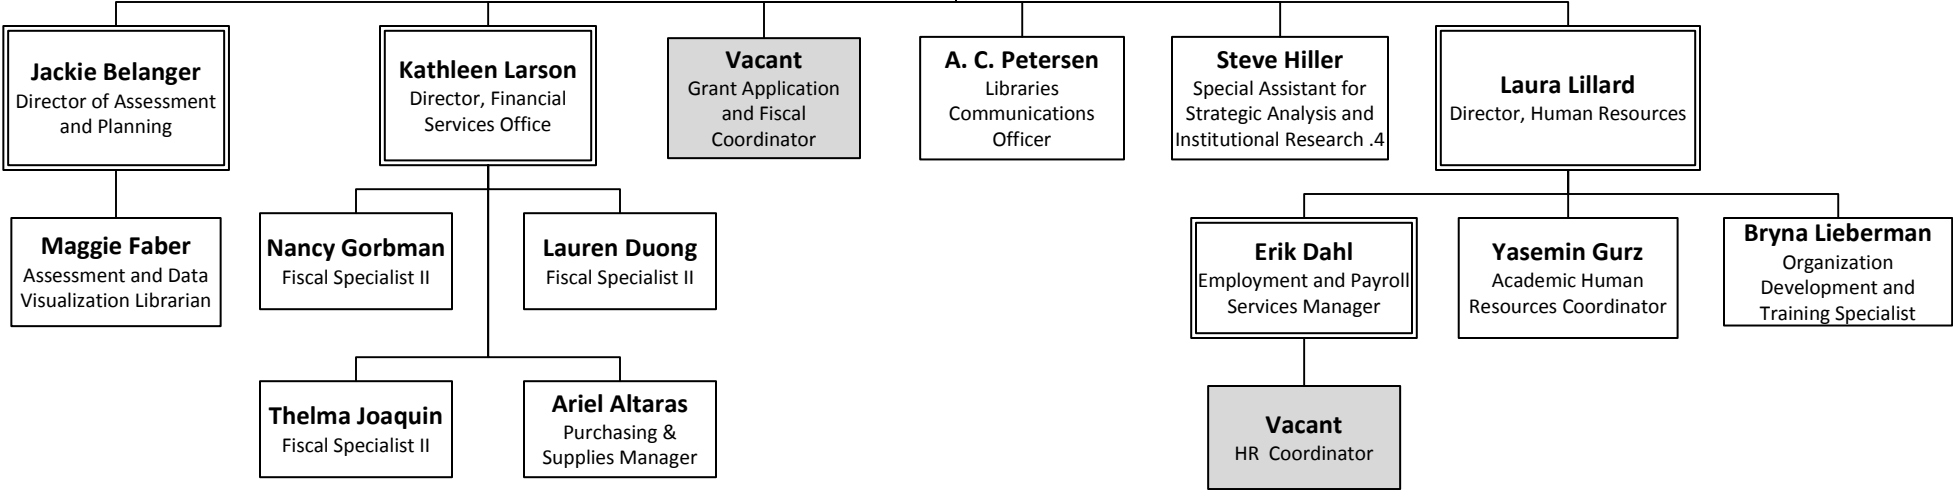 Jackie Belanger
Director of Assessment
and Planning
Kathleen Larson
Director, Financial
Services Office
Vacant
Grant Application
and Fiscal
Coordinator
A. C. Petersen
Libraries
Communications
Officer
Steve Hiller
Special Assistant for
Strategic Analysis and
Institutional Research .4
Laura Lillard
Director, Human Resources
Maggie Faber
Assessment and Data
Visualization Librarian
Nancy Gorbman
Fiscal Specialist II
Lauren Duong
Fiscal Specialist II
Erik Dahl
Employment and Payroll
Services Manager
Yasemin Gurz
Academic Human
Resources Coordinator
Bryna Lieberman
Organization
Development and
Training Specialist
Thelma Joaquin
Fiscal Specialist II
Ariel Altaras
Purchasing &
Supplies Manager
Vacant
HR Coordinator